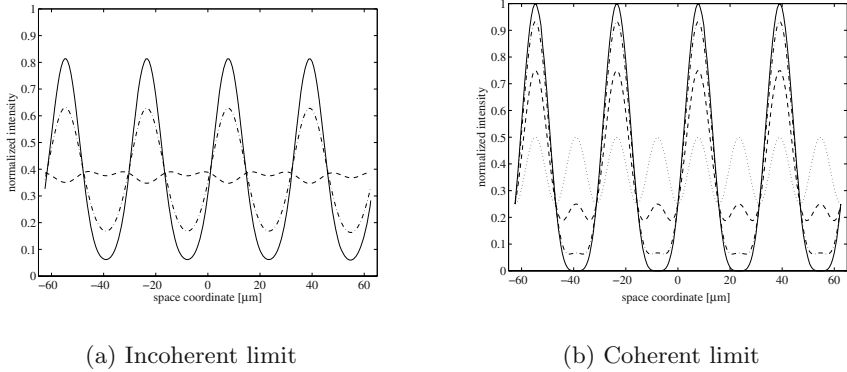 1
0.9
0.8
0.7
0.6
0.5
0.4
0.3
0.2
0.1
0
normalized intensity
−60 −40 −20 0 20 40 60
space coordinate [μm]
(a) Incoherent limit
1
0.9
0.8
0.7
0.6
0.5
0.4
0.3
0.2
0.1
0
normalized intensity
−60 −40 −20 0 20 40 60
space coordinate [μm]
(b) Coherent limit